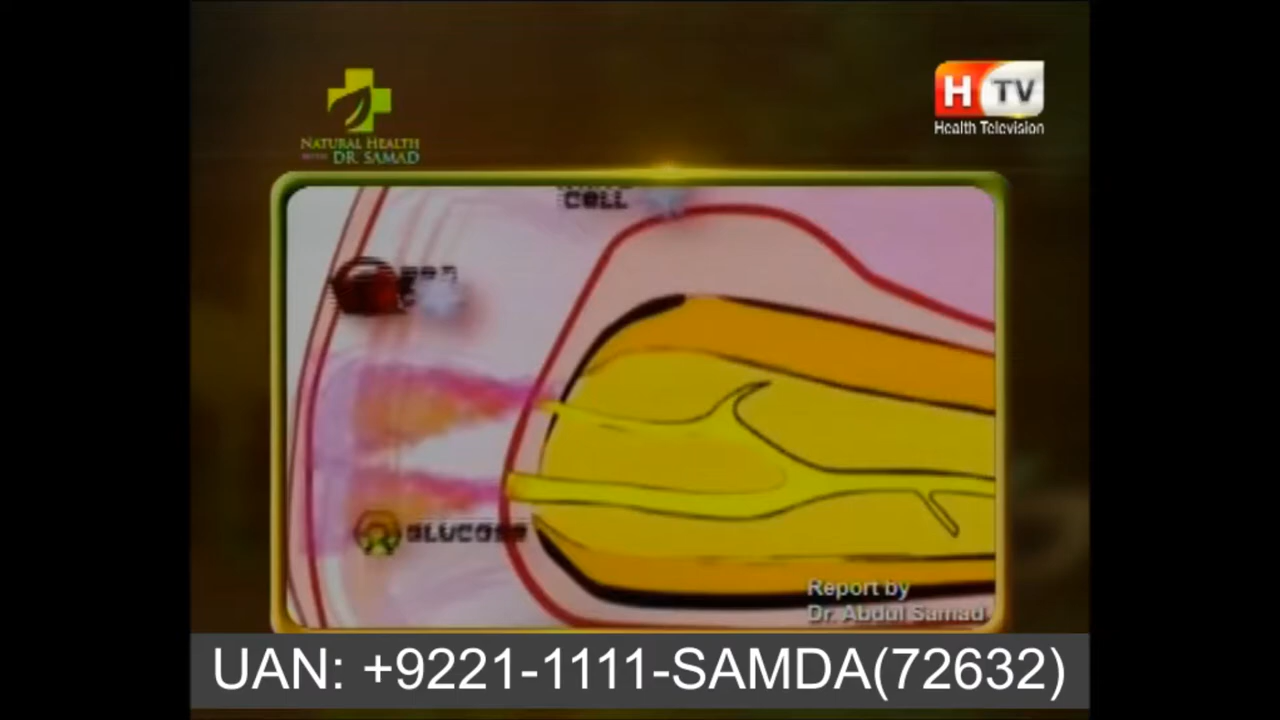 NATURAL HEALTH
WITH DR. SAMAD
H TV
Health Television
CELL
GLUCOSE
Report by
Dr. Abdul Samad
UAN: +9221-1111-SAMDA(72632)